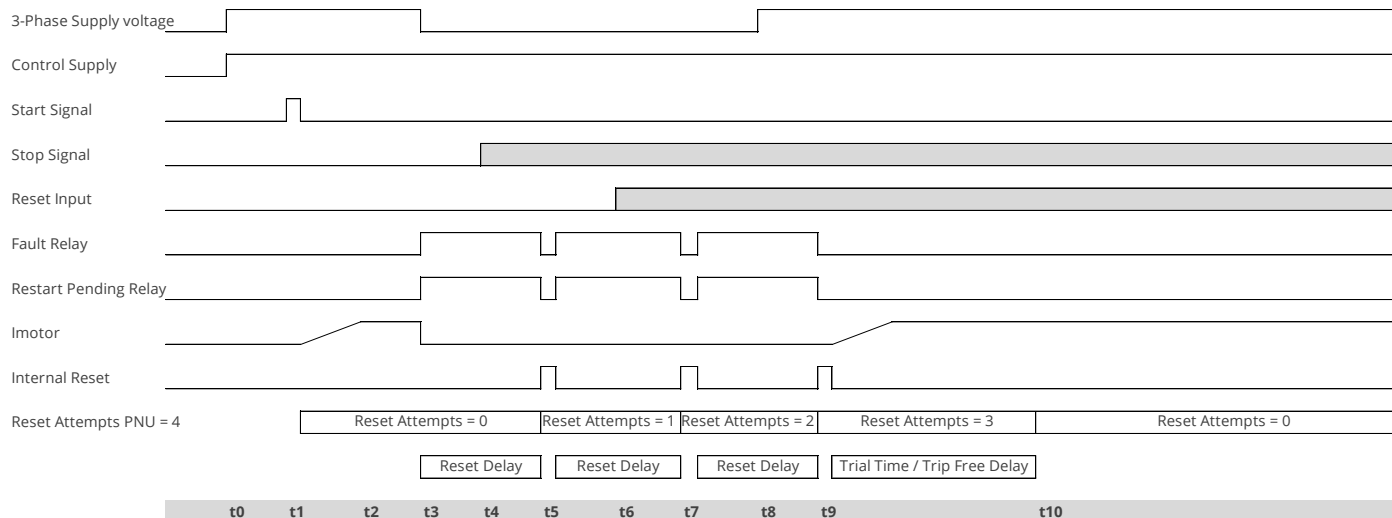 3-Phase Supply voltage
Control Supply
Start Signal
Stop Signal
Reset Input
Fault Relay
Restart Pending Relay
Imotor
Internal Reset
Reset Attempts PNU = 4 Reset Attempts = 0 Reset Attempts = 1 Reset Attempts = 2 Reset Attempts = 3 Reset Attempts = 0
Reset Delay Reset Delay Reset Delay Trial Time / Trip Free Delay
t0 t1 t2 t3 t4 t5 t6 t7 t8 t9 t10